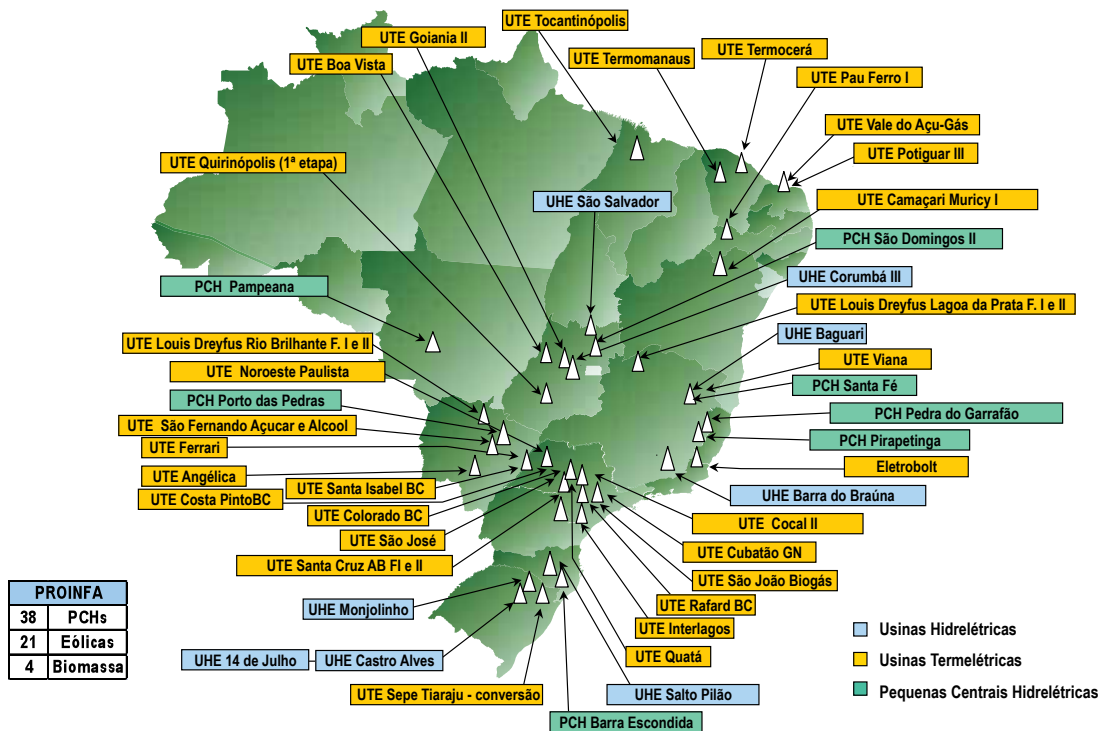 UTE Tocantinópolis
UTE Goiania II
UTE Termocerá
UTE Boa Vista
UTE Termomanaus
UTE Pau Ferro I
UTE Vale do Açu-Gás
UTE Potiguar III
UTE Quirinópolis (1ª etapa)
UHE São Salvador
UTE Camaçari Muricy I
PCH São Domingos II
UHE Corumbá III
PCH Pampeana
UTE Louis Dreyfus Lagoa da Prata F. I e II
UHE Baguari
UTE Louis Dreyfus Rio Brilhante F. I e II
UTE Viana
UTE Noroeste Paulista
PCH Santa Fé
PCH Porto das Pedras
PCH Pedra do Garrafão
UTE São Fernando Açucar e Alcool
PCH Pirapetinga
UTE Ferrari
Eletrobolt
UTE Angélica
UTE Santa Isabel BC
UTE Costa PintoBC
UHE Barra do Braúna
UTE Colorado BC
UTE Cocal II
UTE São José
UTE Cubatão GN
UTE Santa Cruz AB FI e II
UTE São João Biogás
UTE Rafard BC
UHE Monjolinho
UTE Interlagos
UTE Quatá
UHE 14 de Julho
UHE Castro Alves
UTE Sepe Tiaraju - conversão
UHE Salto Pilão
PCH Barra Escondida
PROINFA
38 PCHs
21 Eólicas
4 Biomassa
Usinas Hidrelétricas
Usinas Termelétricas
Pequenas Centrais Hidrelétricas